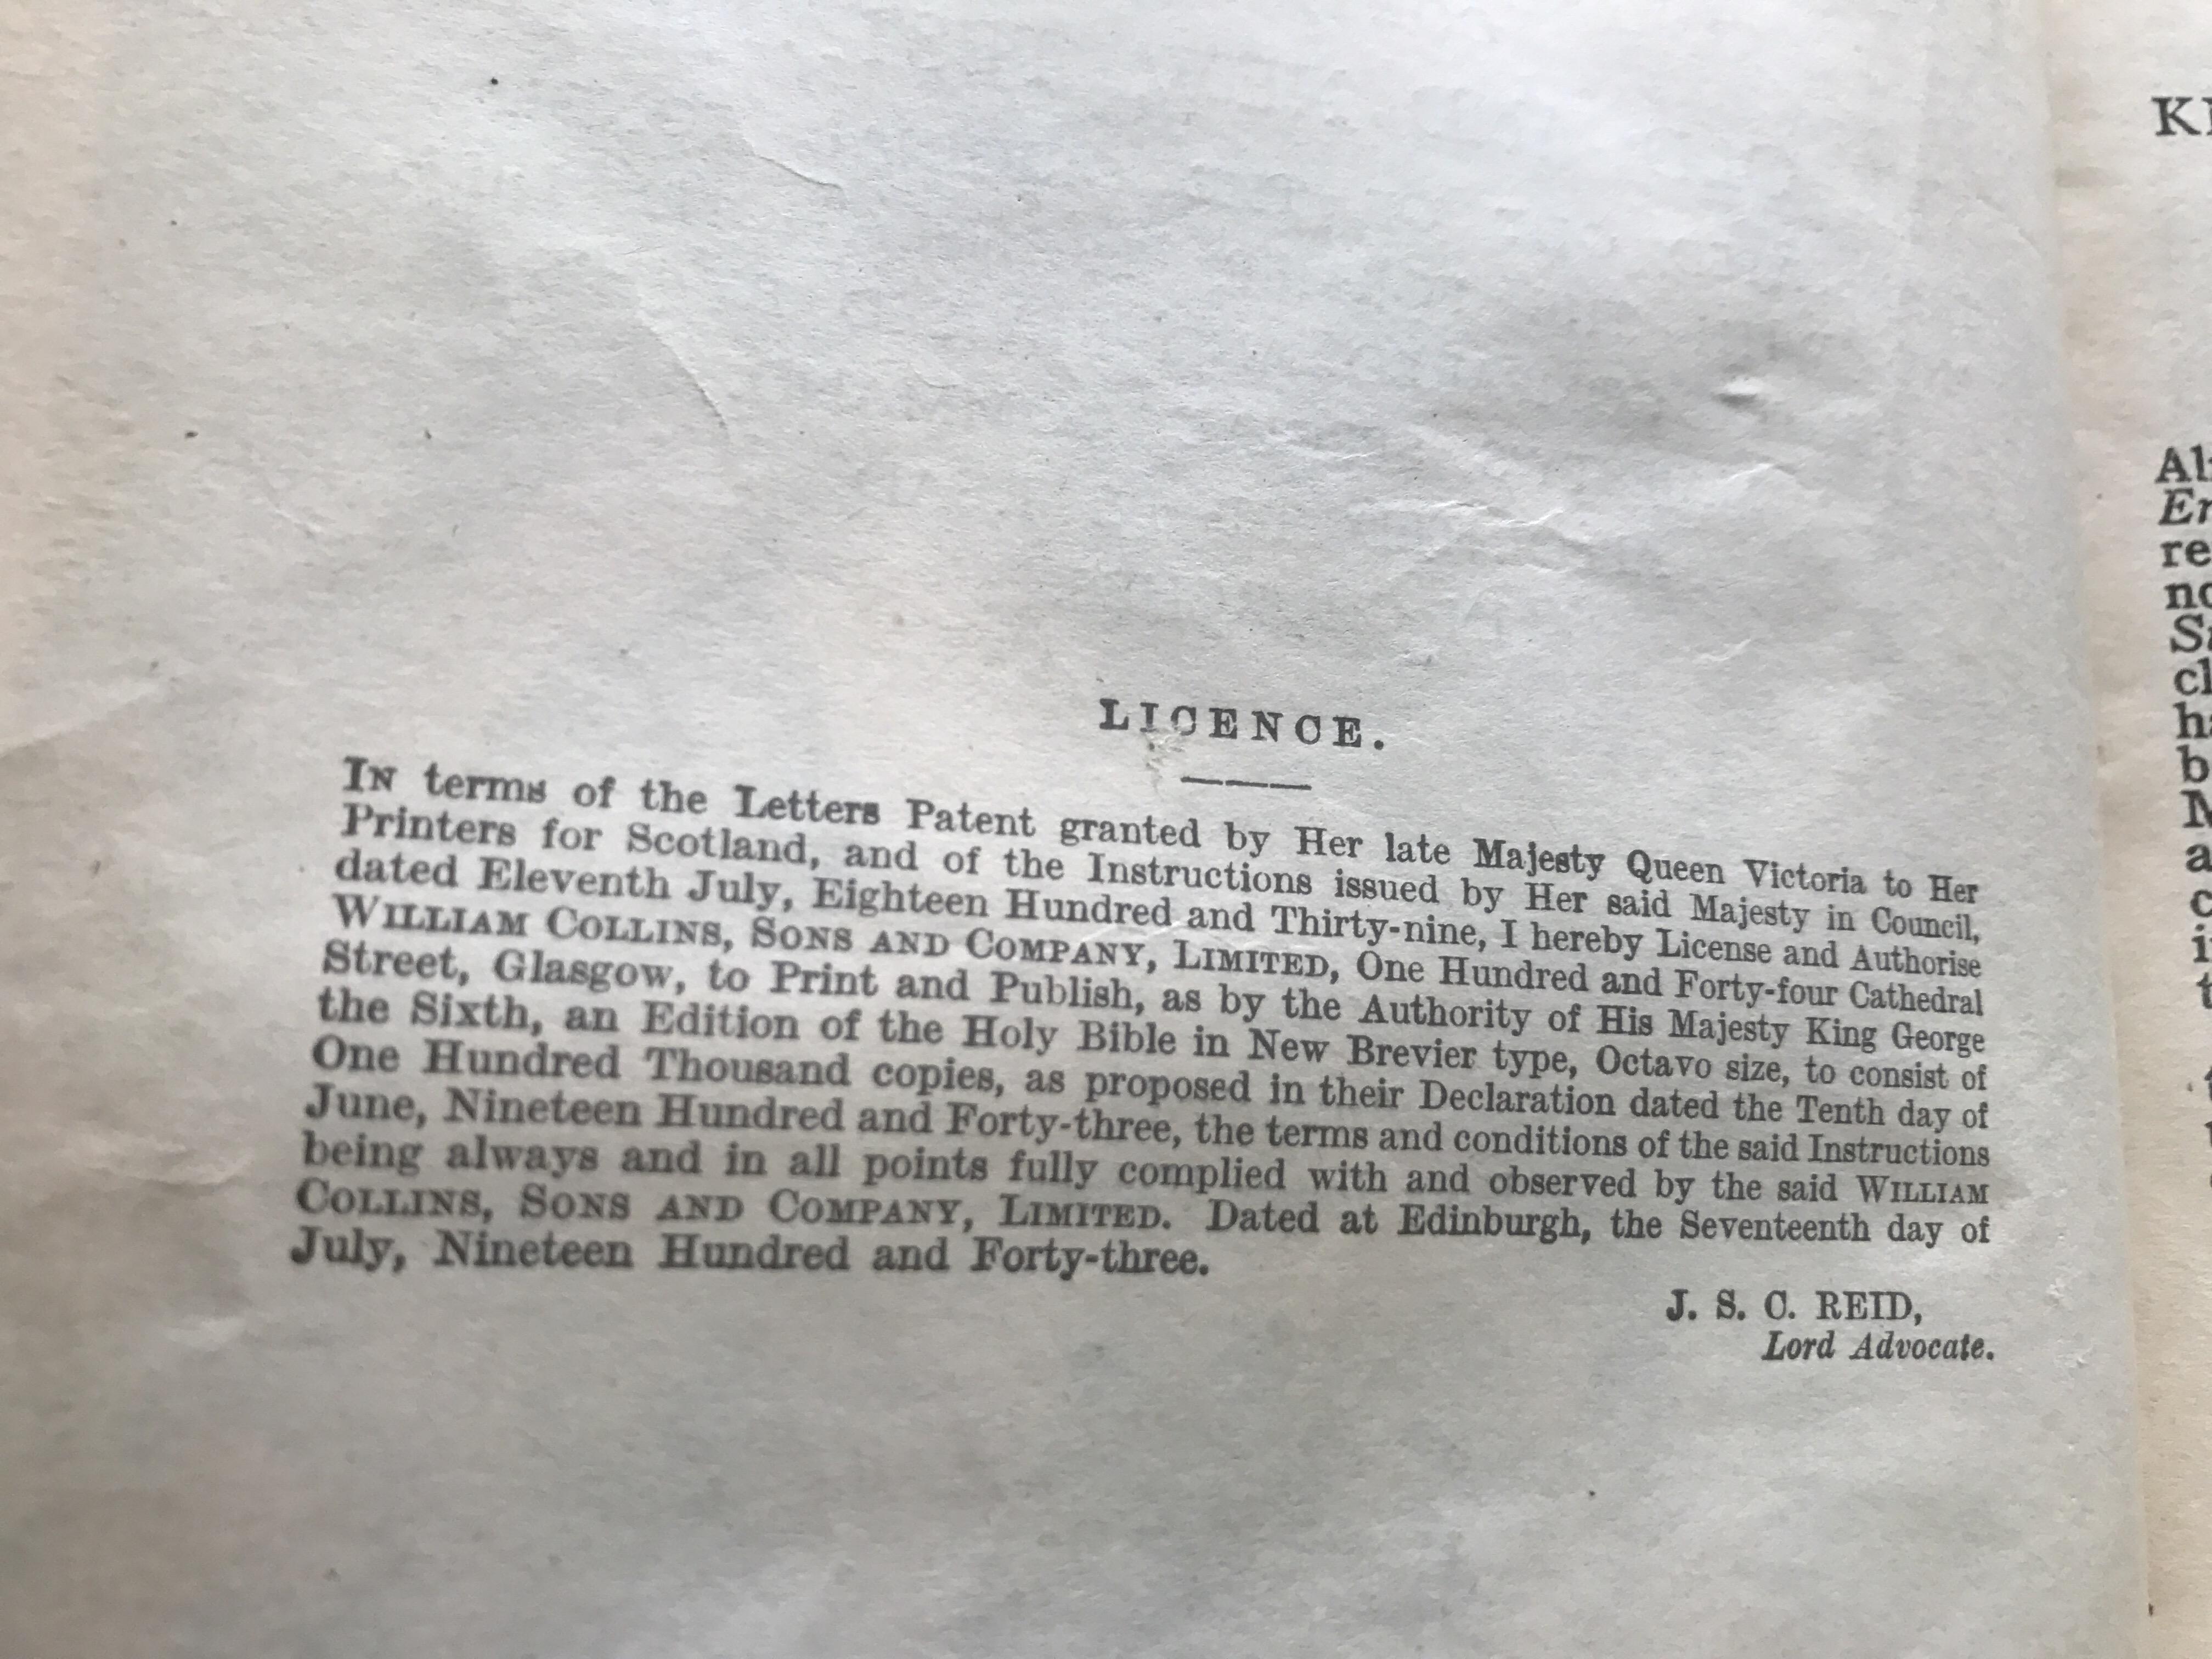 LICENCE.
IN terms of the Letters Patent granted by Her late Majesty Queen Victoria to Her
Printers for Scotland, and of the Instructions issued by Her said Majesty in Council,
dated Eleventh July, Eighteen Hundred and Thirty-nine, I hereby License and Authorise
WILLIAM COLLINS, SONS AND COMPANY, LIMITED, One Hundred and Forty-four Cathedral
Street, Glasgow, to Print and Publish, as by the Authority of His Majesty King George
the Sixth, an Edition of the Holy Bible in New Brevier type, Octavo size, to consist of
One Hundred Thousand copies, as proposed in their Declaration dated the Tenth day of
June, Nineteen Hundred and Forty-three, the terms and conditions of the said Instructions
being always and in all points fully complied with and observed by the said WILLIAM
COLLINS, SONS AND COMPANY, LIMITED. Dated at Edinburgh, the Seventeenth day of
July, Nineteen Hundred and Forty-three.
J. S. C. REID,
Lord Advocate.